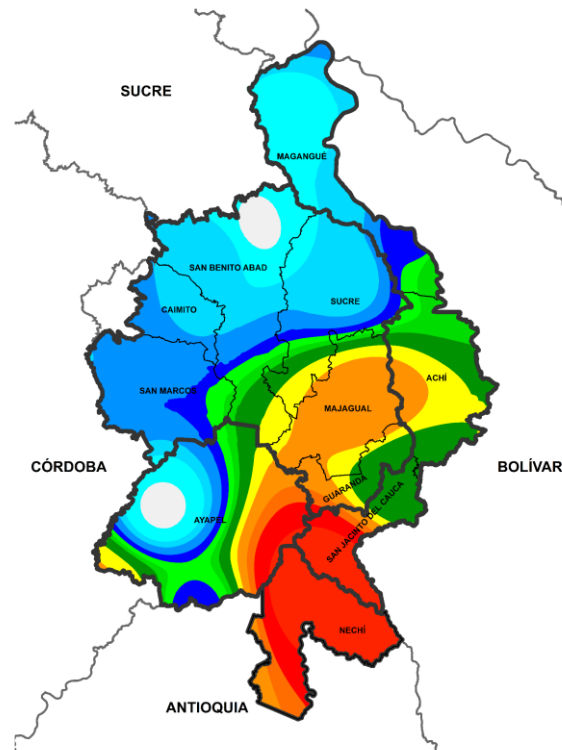 SUCRE
MAGANGUÉ
SAN BENITO ABAD
CAIMITO
SUCRE
SAN MARCOS
ACHÍ
MAJAGUAL
CÓRDOBA
BOLÍVAR
GUARANDA
AYAPEL
SAN JACINTO DEL CAUCA
NECHÍ
ANTIOQUIA